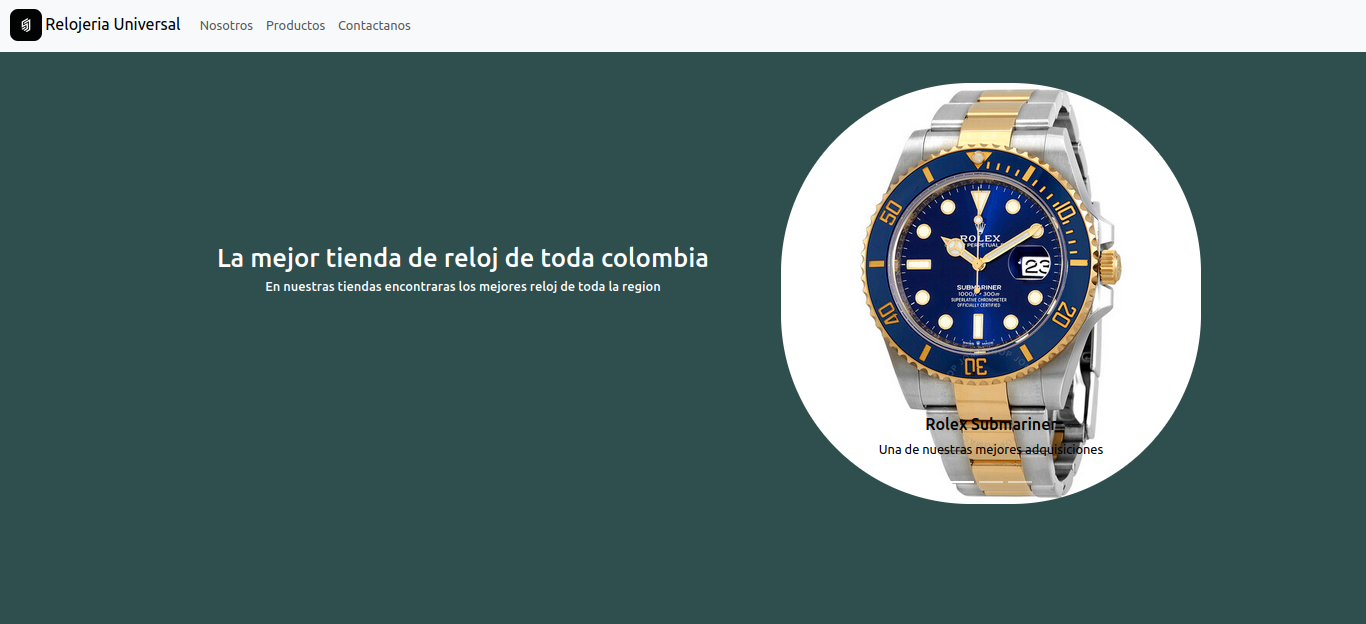 Relojeria Universal Nosotros Productos Contactanos
La mejor tienda de reloj de toda colombia
En nuestras tiendas encontraras los mejores reloj de toda la region
50
10
ROLEX
PERPETUAL
23
SUBMARINER
1000ft = 300m
SUPERLATIVE CHRONOMETER
OFFICIALLY CERTIFIED
40
20
30
Rolex Submariner
Una de nuestras mejores adquisiciones